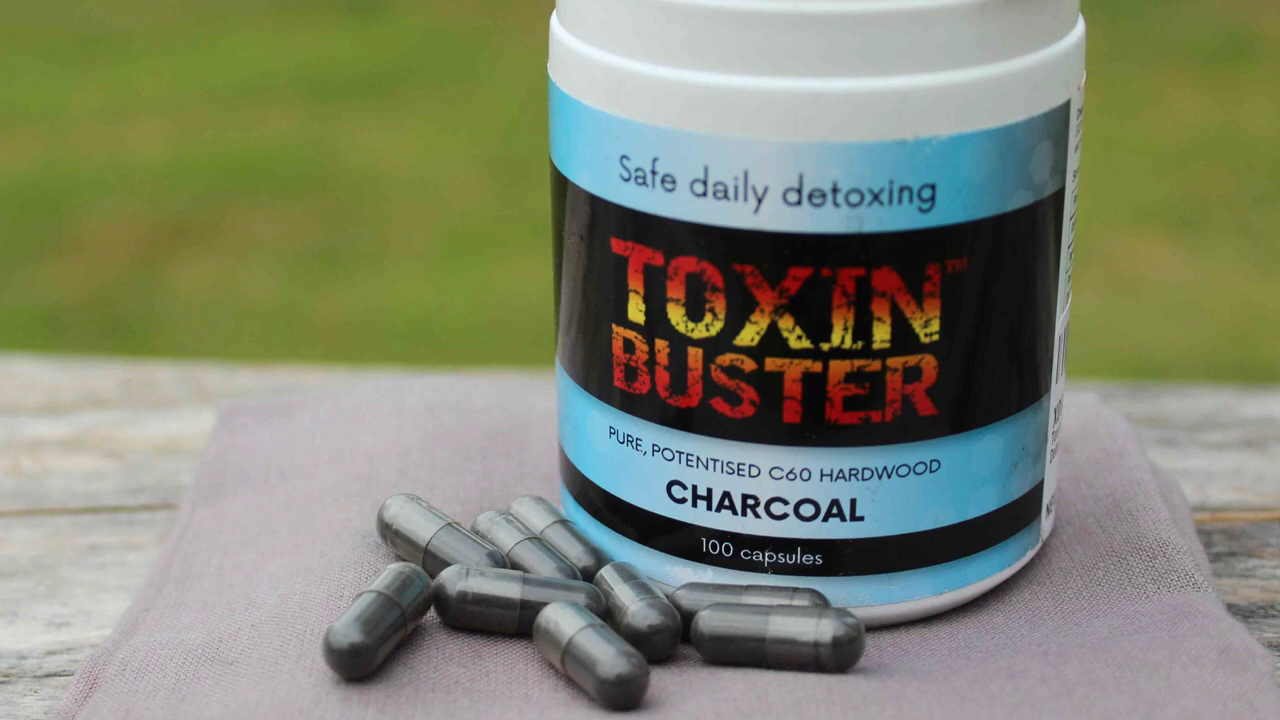 Safe daily detoxing
TOXIN™
BUSTER
PURE, POTENTISED C60 HARDWOOD
CHARCOAL
100 capsules